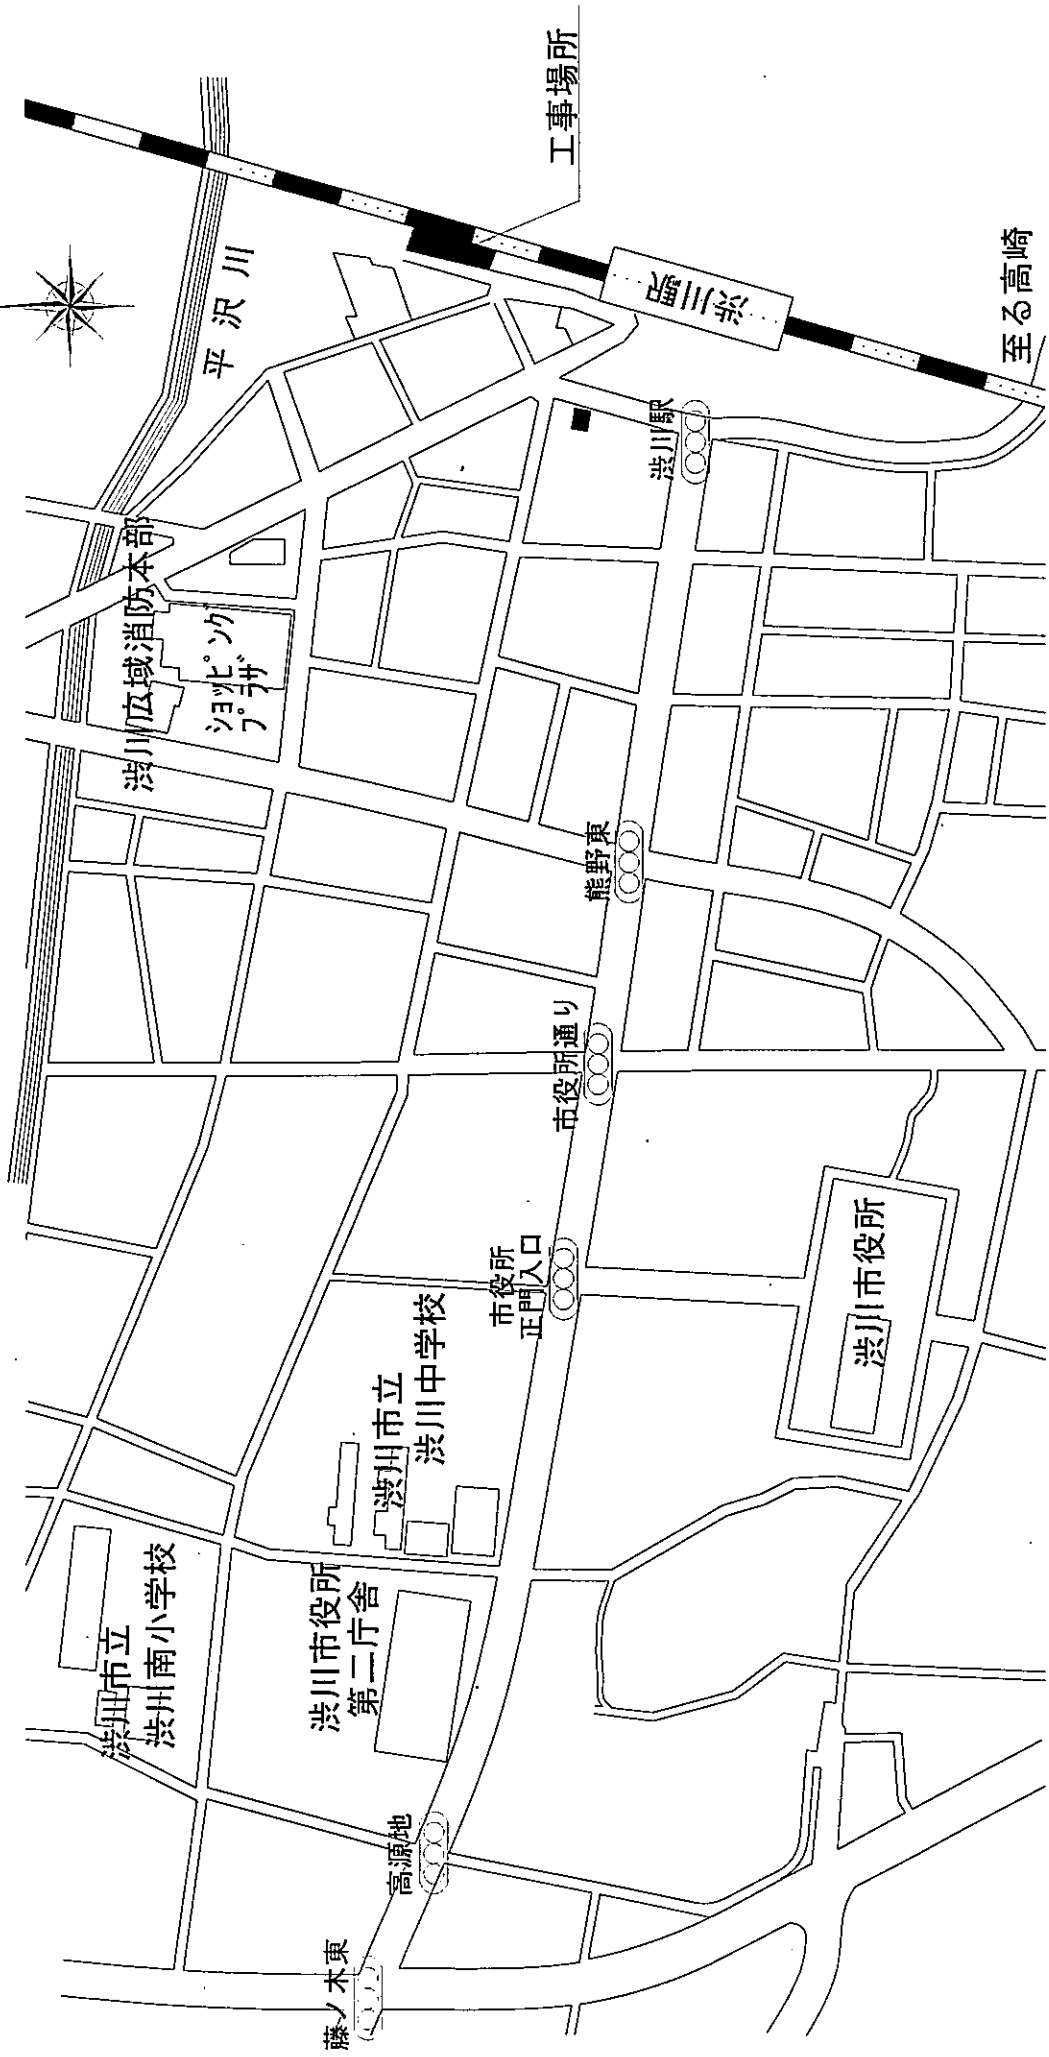 工事場所
平沢川
渋川駅
至る高崎
渋川駅
渋川広域消防本部
ショッピング
プラザ
熊野東
市役所通り
市役所
正門入口
渋川市役所
渋川市立
渋川中学校
渋川市役所
第二庁舎
渋川市立
渋川南小学校
高源地
藤ノ木東